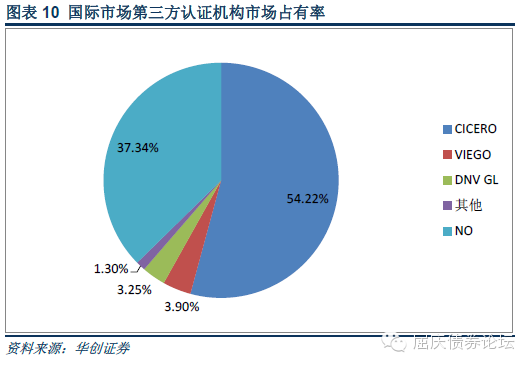 图表 10 国际市场第三方认证机构市场占有率
37.34%
54.22%
1.30%
3.25%
3.90%
CICERO
VIEGO
DNV GL
其他
NO
资料来源：华创证券
屈庆债券论坛